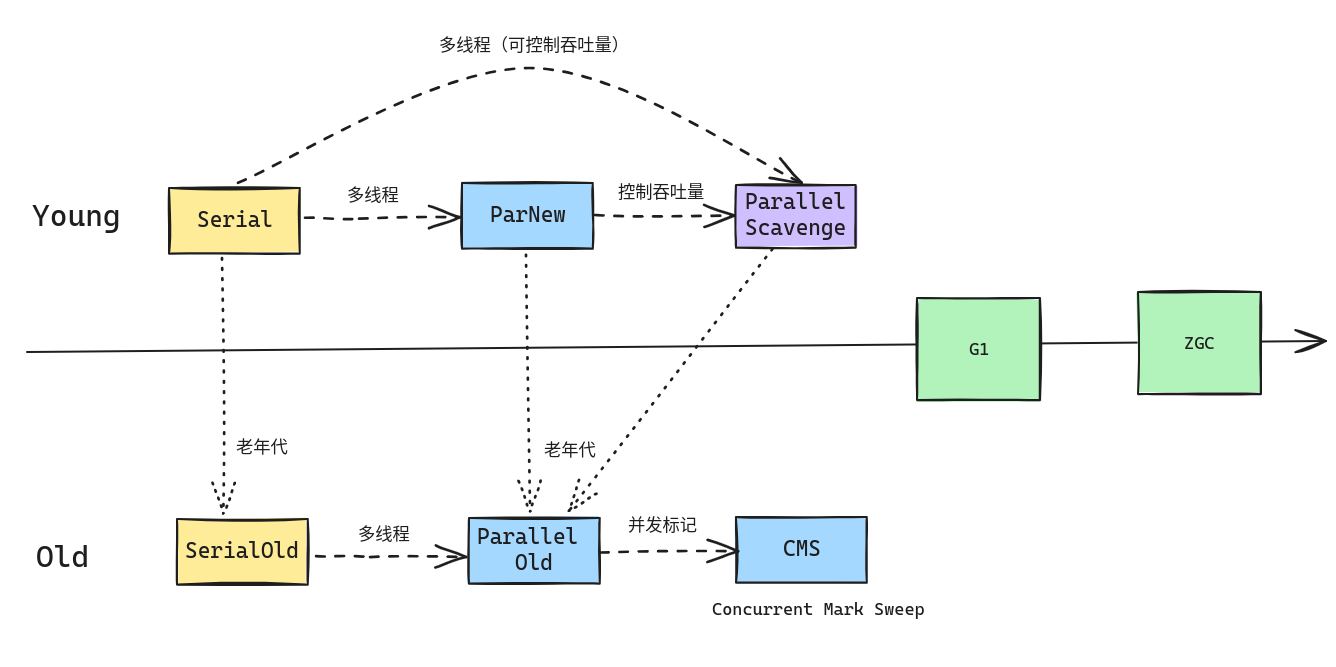 多线程（可控制吞吐量）
Young
Serial
多线程
ParNew
控制吞吐量
Parallel
Scavenge
G1
ZGC
老年代
老年代
Old
SerialOld
多线程
Parallel
Old
并发标记
CMS
Concurrent Mark Sweep